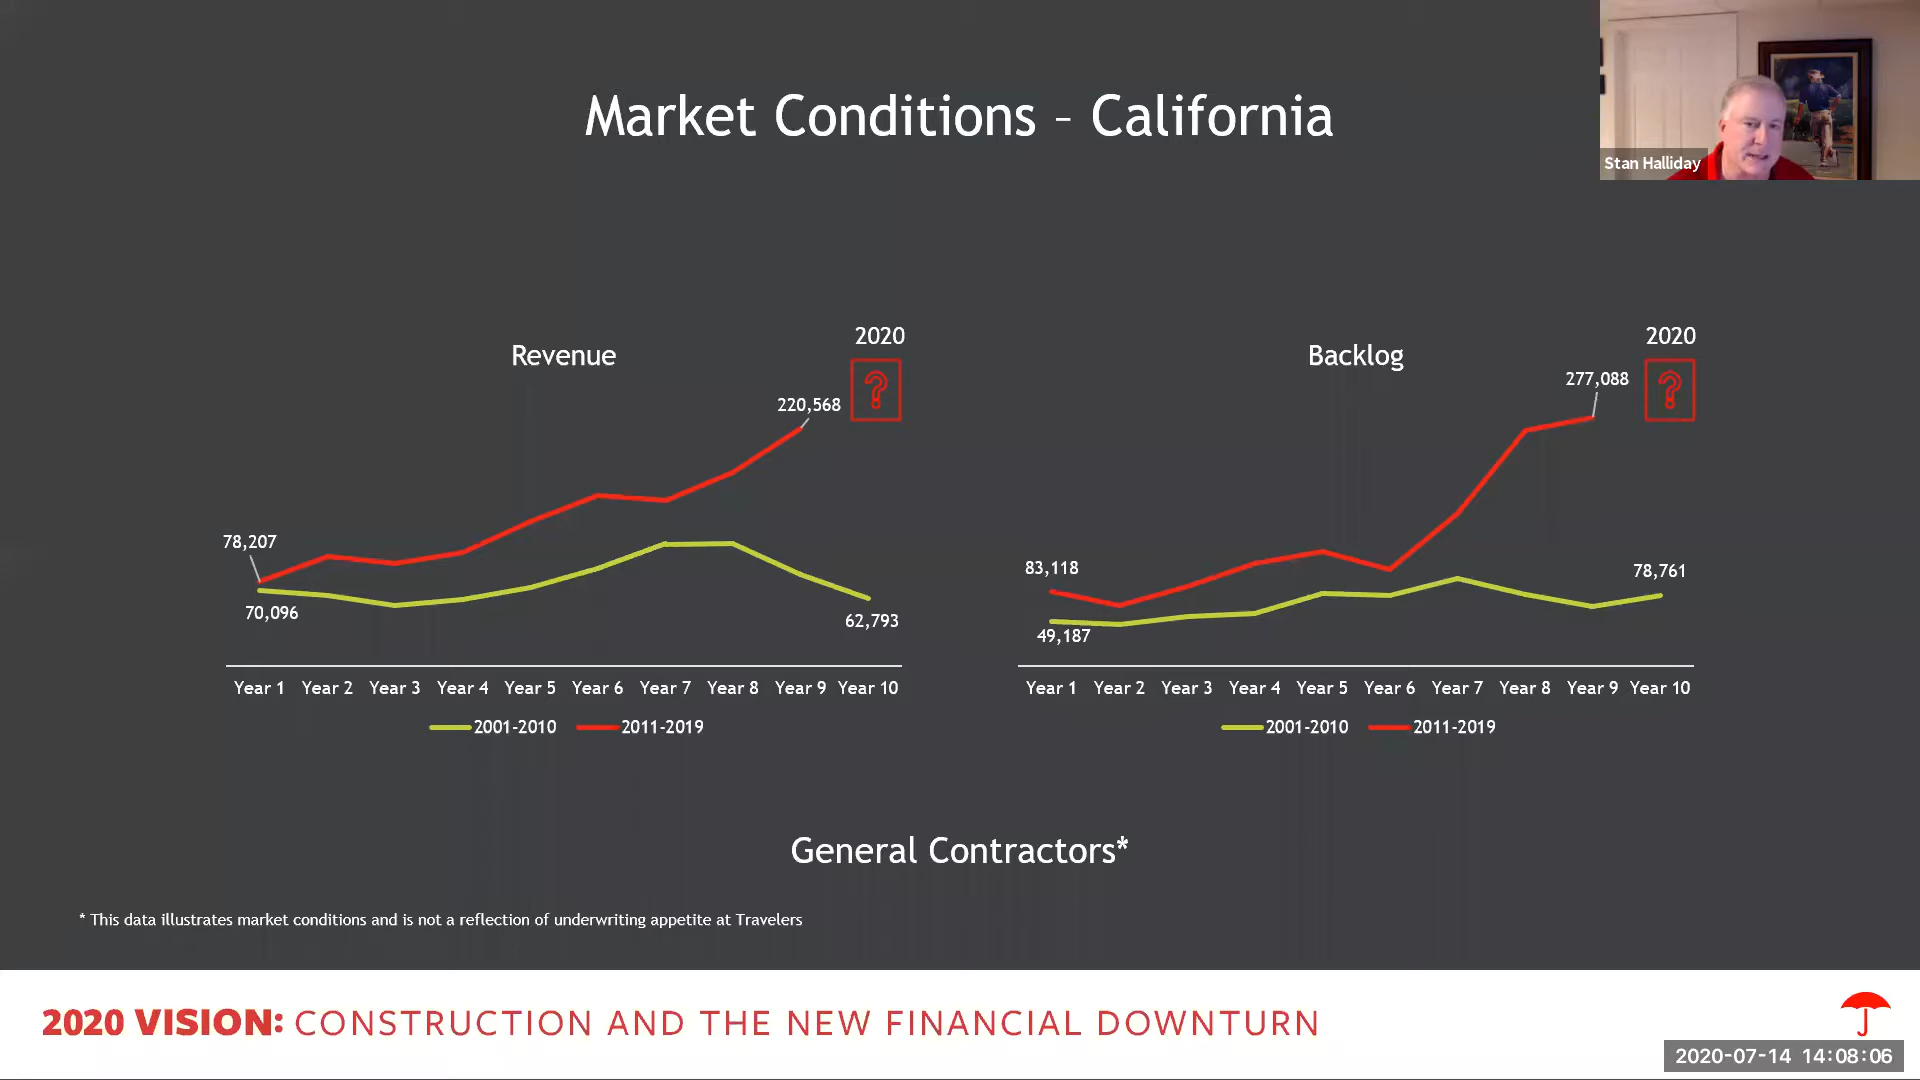 Market Conditions – California
Stan Halliday
Revenue
2020
?
220,568
78,207
70,096
62,793
Year 1 Year 2 Year 3 Year 4 Year 5 Year 6 Year 7 Year 8 Year 9 Year 10
2001-2010 2011-2019
Backlog
2020
?
277,088
83,118
49,187
78,761
Year 1 Year 2 Year 3 Year 4 Year 5 Year 6 Year 7 Year 8 Year 9 Year 10
2001-2010 2011-2019
General Contractors*
* This data illustrates market conditions and is not a reflection of underwriting appetite at Travelers
2020 VISION: CONSTRUCTION AND THE NEW FINANCIAL DOWNTURN
2020-07-14 14:08:06